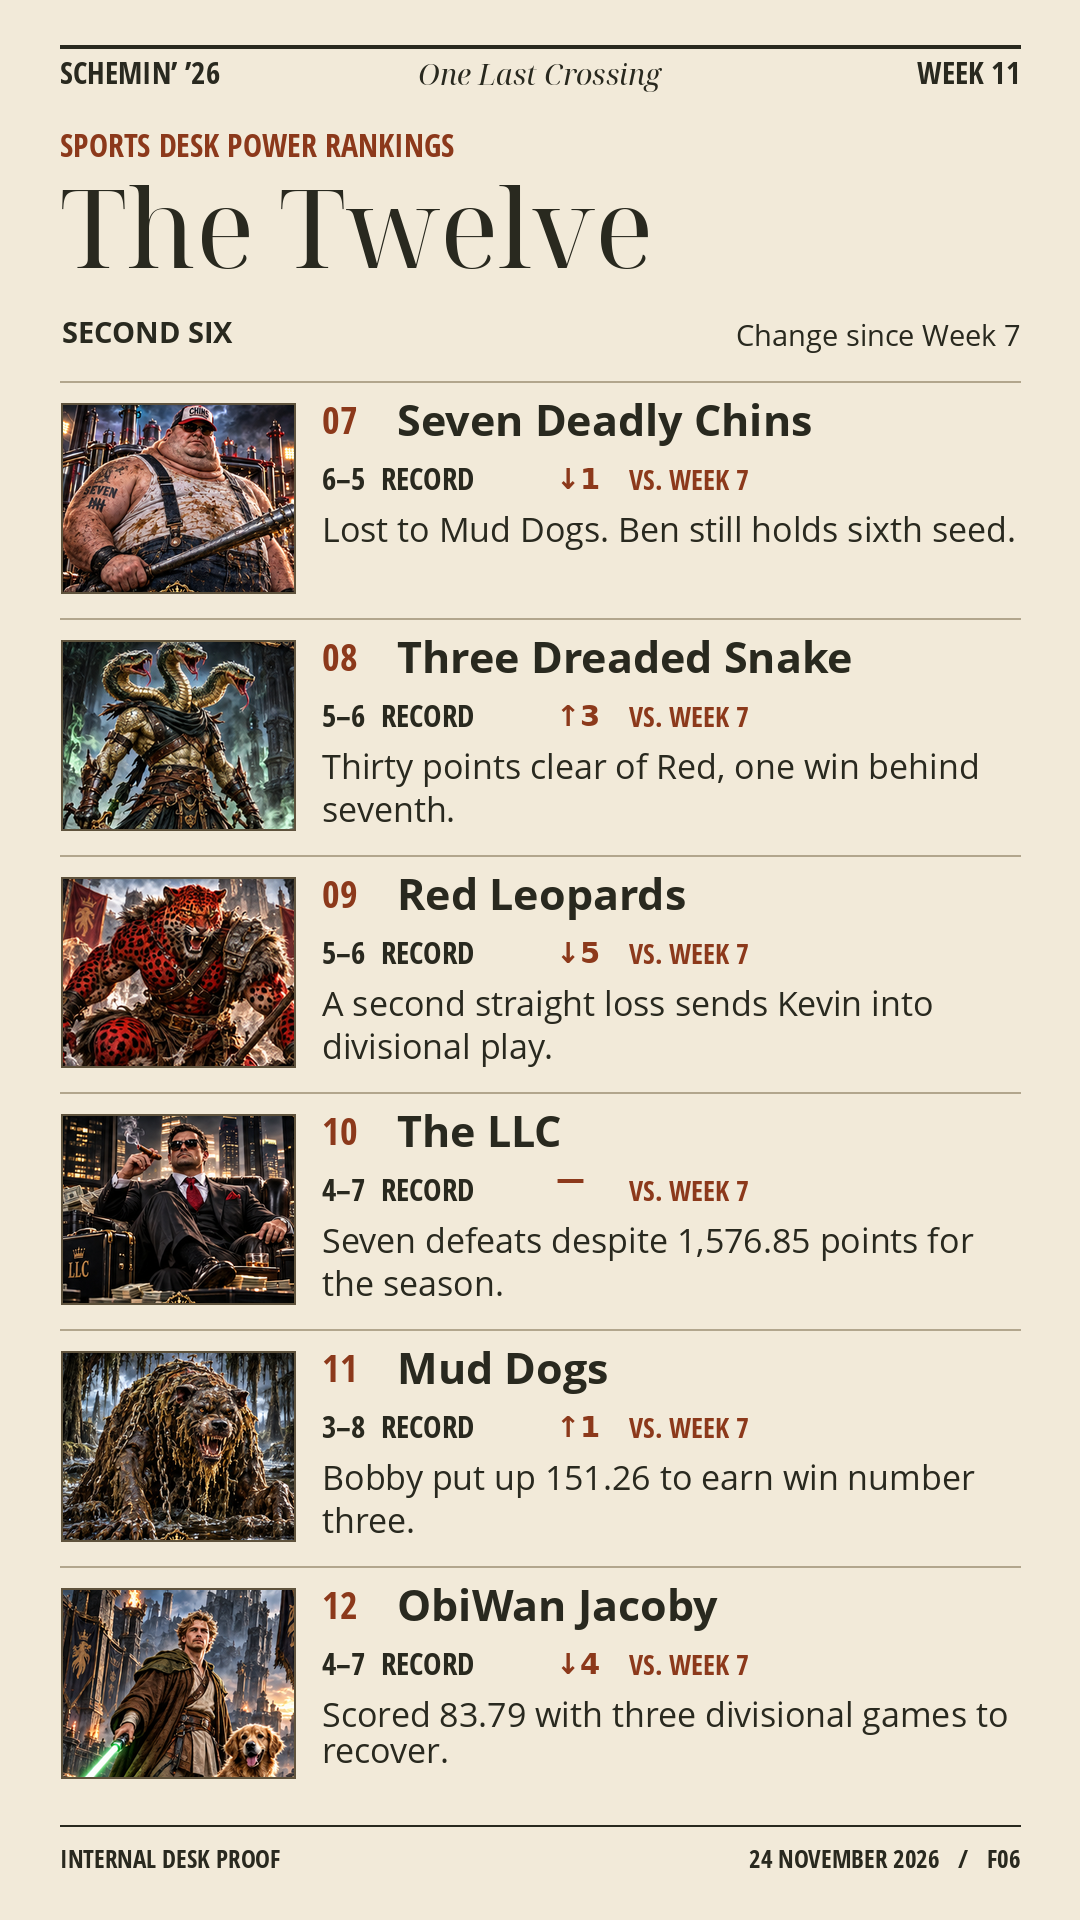 SCHEMIN’ ’26 One Last Crossing WEEK 11
SPORTS DESK POWER RANKINGS
The Twelve
SECOND SIX Change since Week 7
CHINS
SEVEN
07 Seven Deadly Chins
6–5 RECORD ↓1 VS. WEEK 7
Lost to Mud Dogs. Ben still holds sixth seed.
08 Three Dreaded Snake
5–6 RECORD ↑3 VS. WEEK 7
Thirty points clear of Red, one win behind
seventh.
09 Red Leopards
5–6 RECORD ↓5 VS. WEEK 7
A second straight loss sends Kevin into
divisional play.
LLC
10 The LLC
4–7 RECORD — VS. WEEK 7
Seven defeats despite 1,576.85 points for
the season.
11 Mud Dogs
3–8 RECORD ↑1 VS. WEEK 7
Bobby put up 151.26 to earn win number
three.
12 ObiWan Jacoby
4–7 RECORD ↓4 VS. WEEK 7
Scored 83.79 with three divisional games to
recover.
INTERNAL DESK PROOF 24 NOVEMBER 2026 / F06